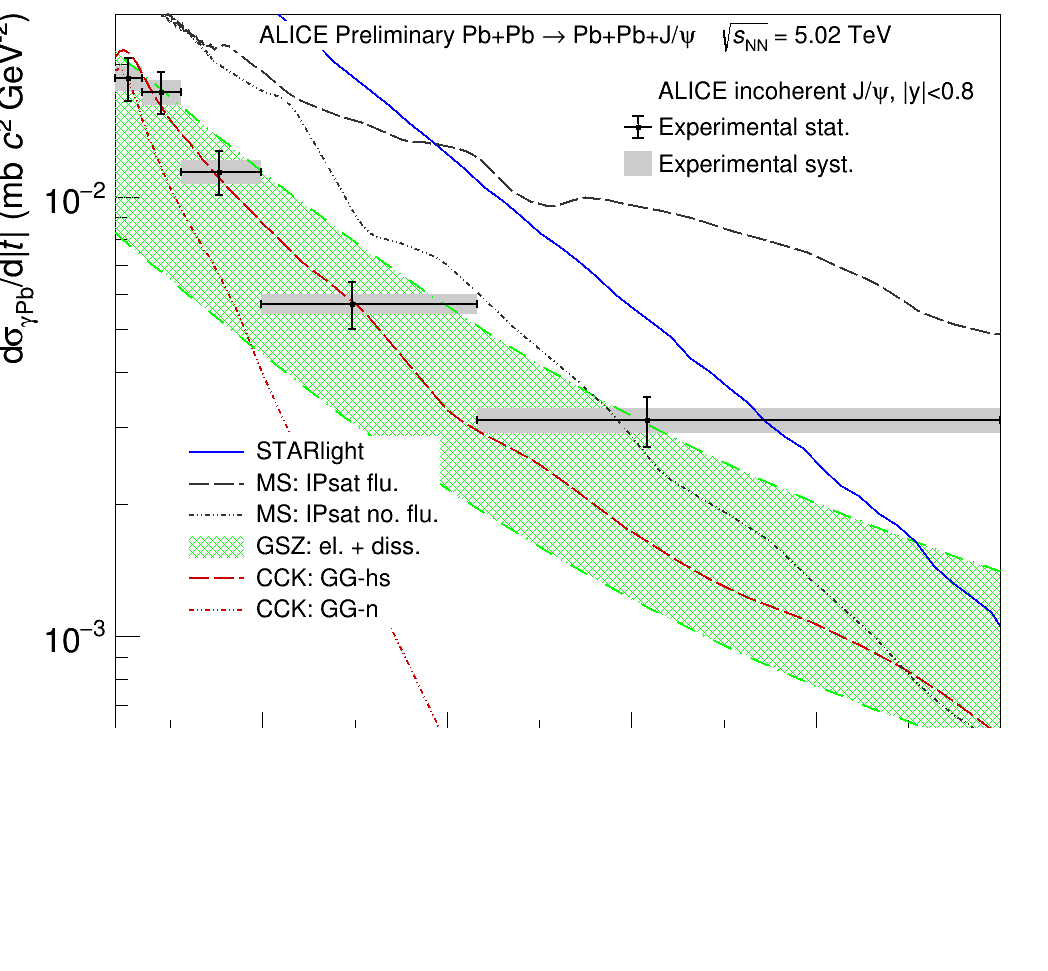 ALICE Preliminary Pb+Pb → Pb+Pb+J/ψ √sNN = 5.02 TeV
ALICE incoherent J/ψ, |y|<0.8
Experimental stat.
Experimental syst.
dσγPb/d|t| (mb c² GeV⁻²)
10⁻²
10⁻³
STARlight
MS: IPsat flu.
MS: IPsat no. flu.
GSZ: el. + diss.
CCK: GG-hs
CCK: GG-n